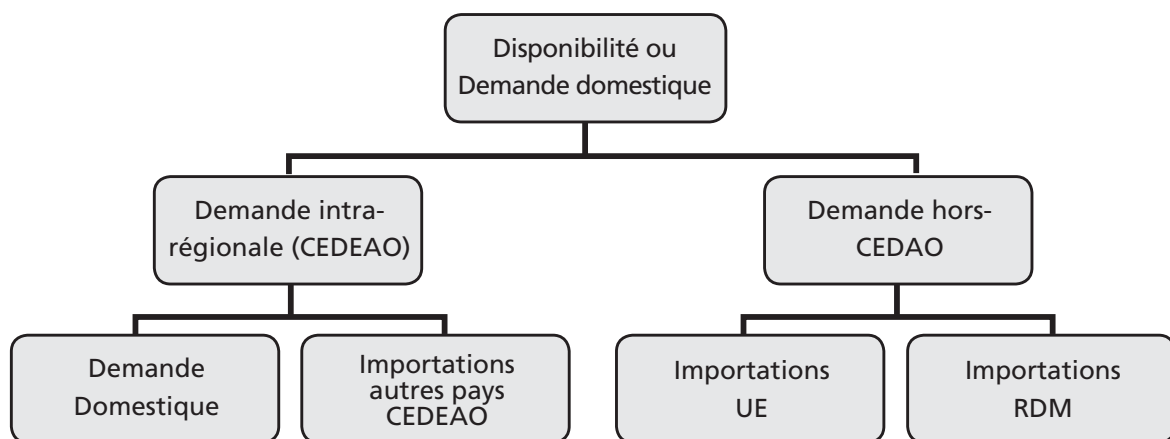 Disponibilité ou
Demande domestique
Demande intra-
régionale (CEDEAO)
Demande hors-
CEDAO
Demande
Domestique
Importations
autres pays
CEDEAO
Importations
UE
Importations
RDM